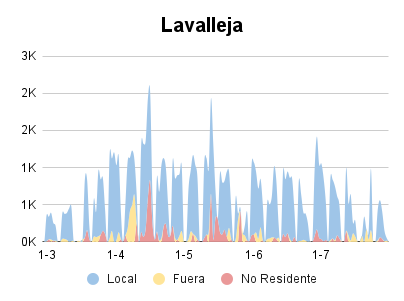 Lavalleja
3K
2K
2K
1K
1K
0K
1-3 1-4 1-5 1-6 1-7
Local Fuera No Residente